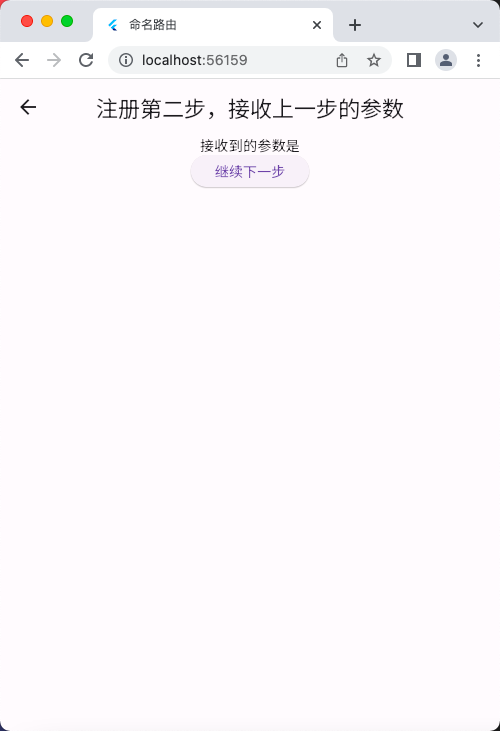 命名路由
localhost:56159
注册第二步，接收上一步的参数
接收到的参数是
继续下一步